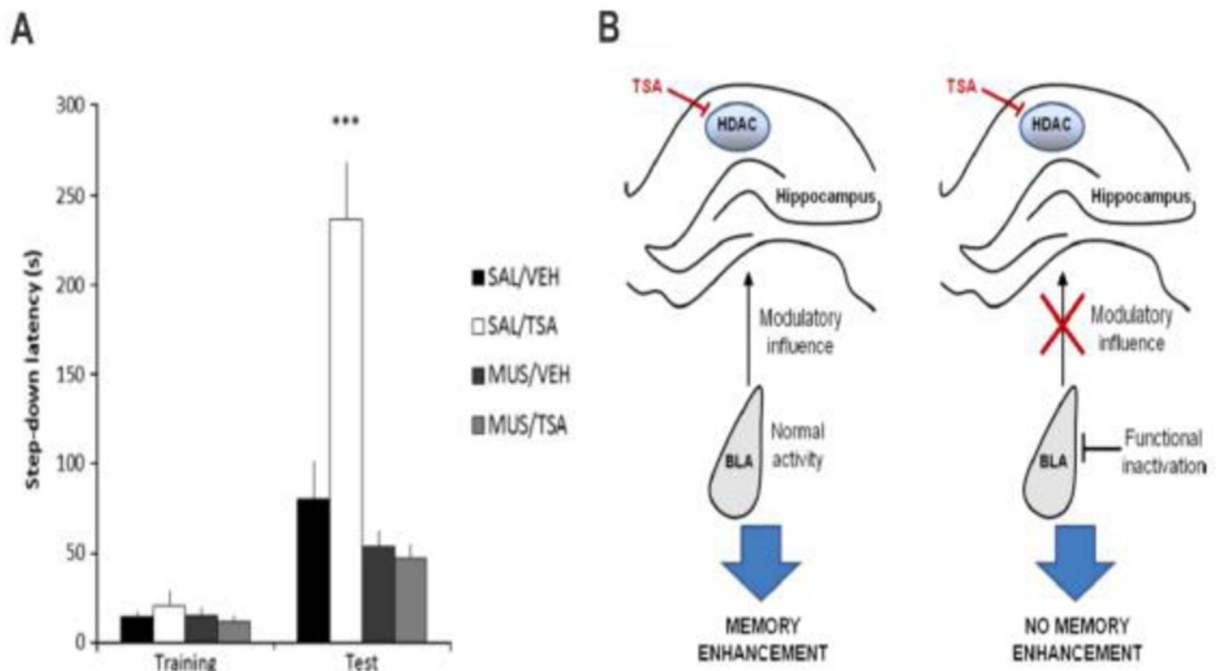 A
Step-down latency (s)
300
250
200
150
100
50
0
***
Training
Test
SAL/VEH
SAL/TSA
MUS/VEH
MUS/TSA
B
TSA
HDAC
Hippocampus
Modulatory
influence
BLA
Normal
activity
MEMORY
ENHANCEMENT
TSA
HDAC
Hippocampus
Modulatory
influence
BLA
Functional
inactivation
NO MEMORY
ENHANCEMENT